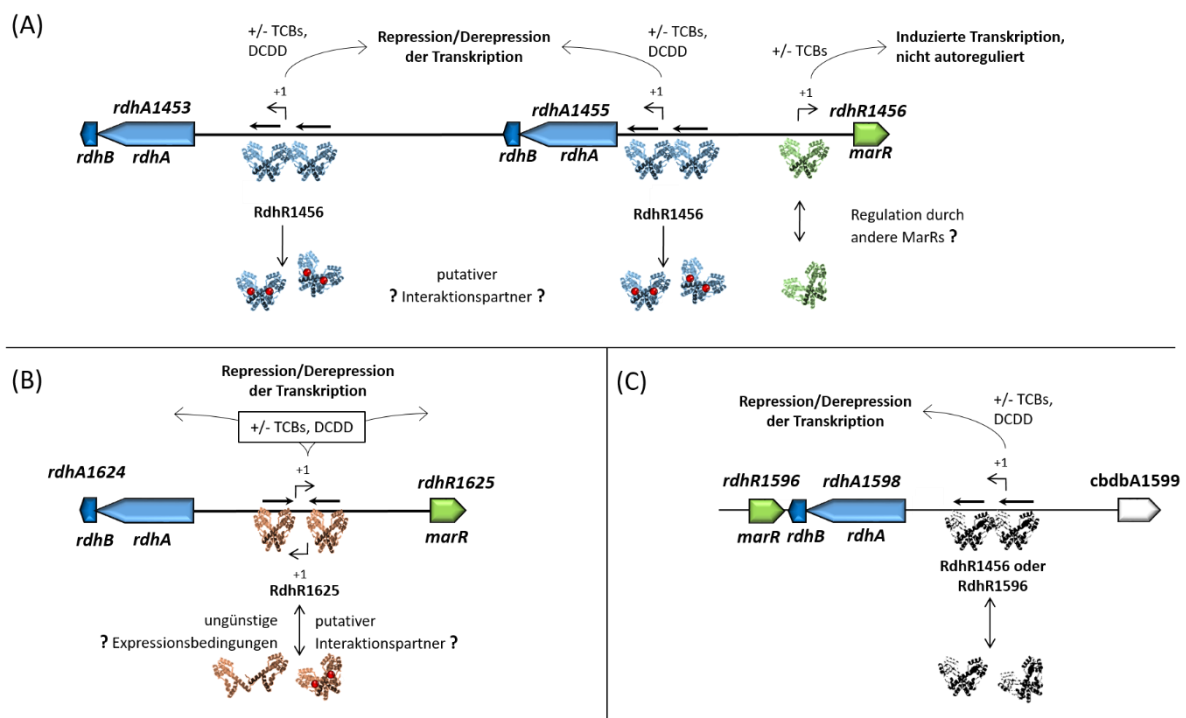 (A)
+/- TCBs,
DCDD
Repression/Derepression
der Transkription
+/- TCBs,
DCDD
+/- TCBs
Induzierte Transkription,
nicht autoreguliert
+1
+1
+1
rdhA1453
rdhA1455
rdhR1456
rdhB
rdhA
rdhB
rdhA
marR
RdhR1456
RdhR1456
Regulation durch
andere MarRs ?
putativer
? Interaktionspartner ?
(B)
Repression/Derepression
der Transkription
+/- TCBs, DCDD
+1
rdhA1624
rdhR1625
rdhB
rdhA
marR
+1
RdhR1625
ungünstige
? Expressionsbedingungen
putativer
Interaktionspartner ?
(C)
Repression/Derepression
der Transkription
+/- TCBs,
DCDD
+1
rdhR1596
rdhA1598
cbdbA1599
marR
rdhB
rdhA
RdhR1456 oder
RdhR1596